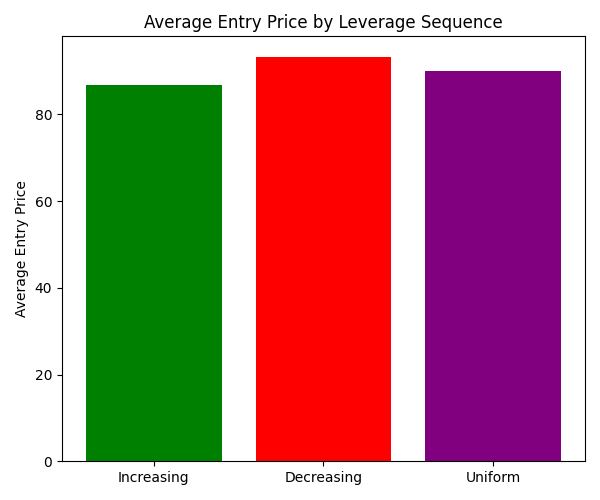 Average Entry Price by Leverage Sequence
Average Entry Price
80
60
40
20
0
Increasing
Decreasing
Uniform